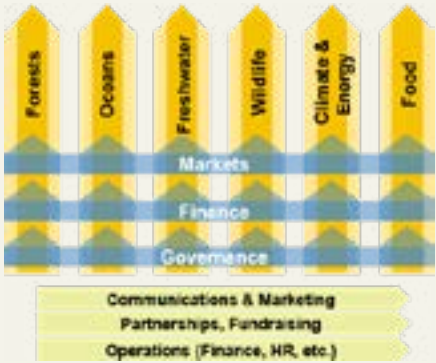 Forests
Oceans
Freshwater
Wildlife
Climate &
Energy
Food
Markets
Finance
Governance
Communications & Marketing
Partnerships, Fundraising
Operations (Finance, HR, etc.)